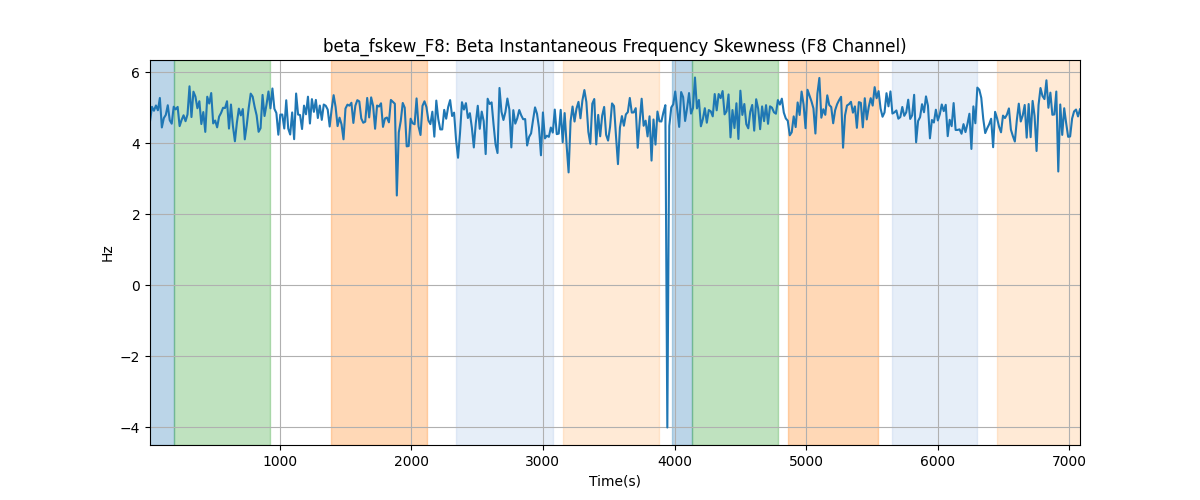 beta_fskew_F8: Beta Instantaneous Frequency Skewness (F8 Channel)
6
4
2
0
−2
−4
Hz
1000 2000 3000 4000 5000 6000 7000
Time(s)